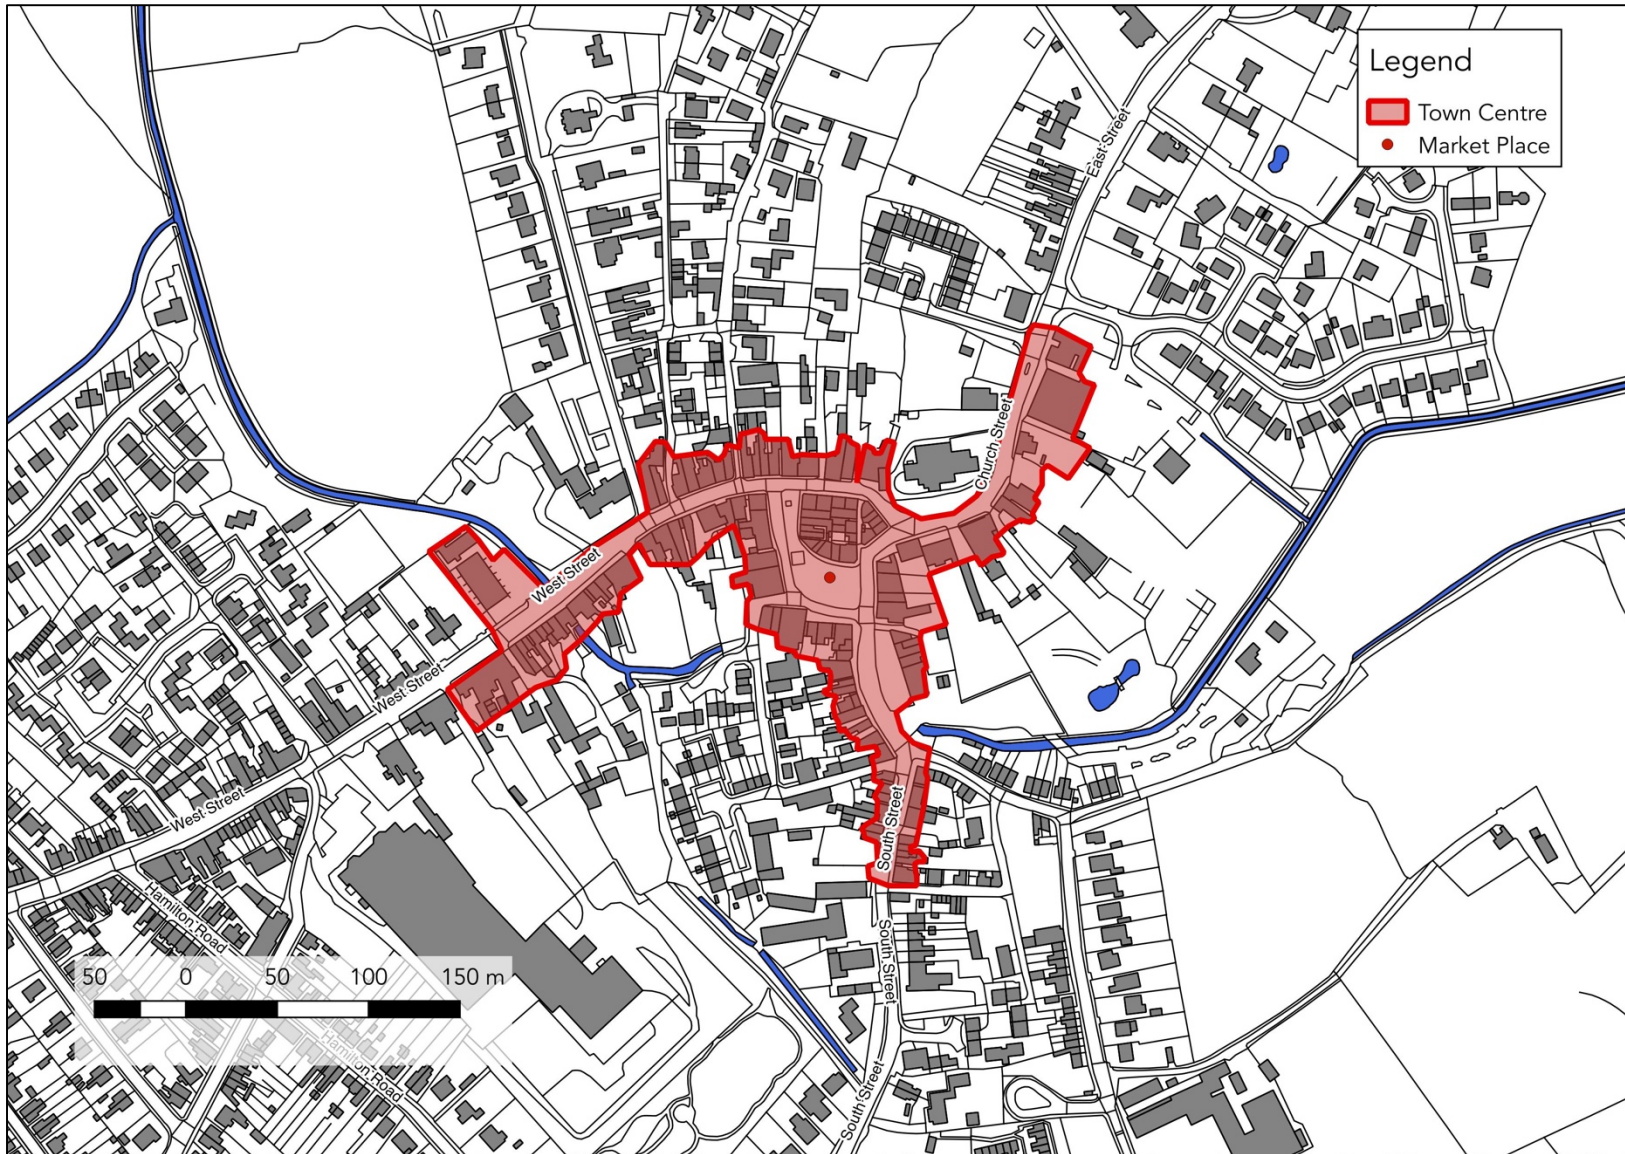 Legend
Town Centre
Market Place
East Street
Church Street
West Street
West Street
West Street
South Street
Hamilton Road
South Street
50 0 50 100 150 m
Hamilton Road
South Street